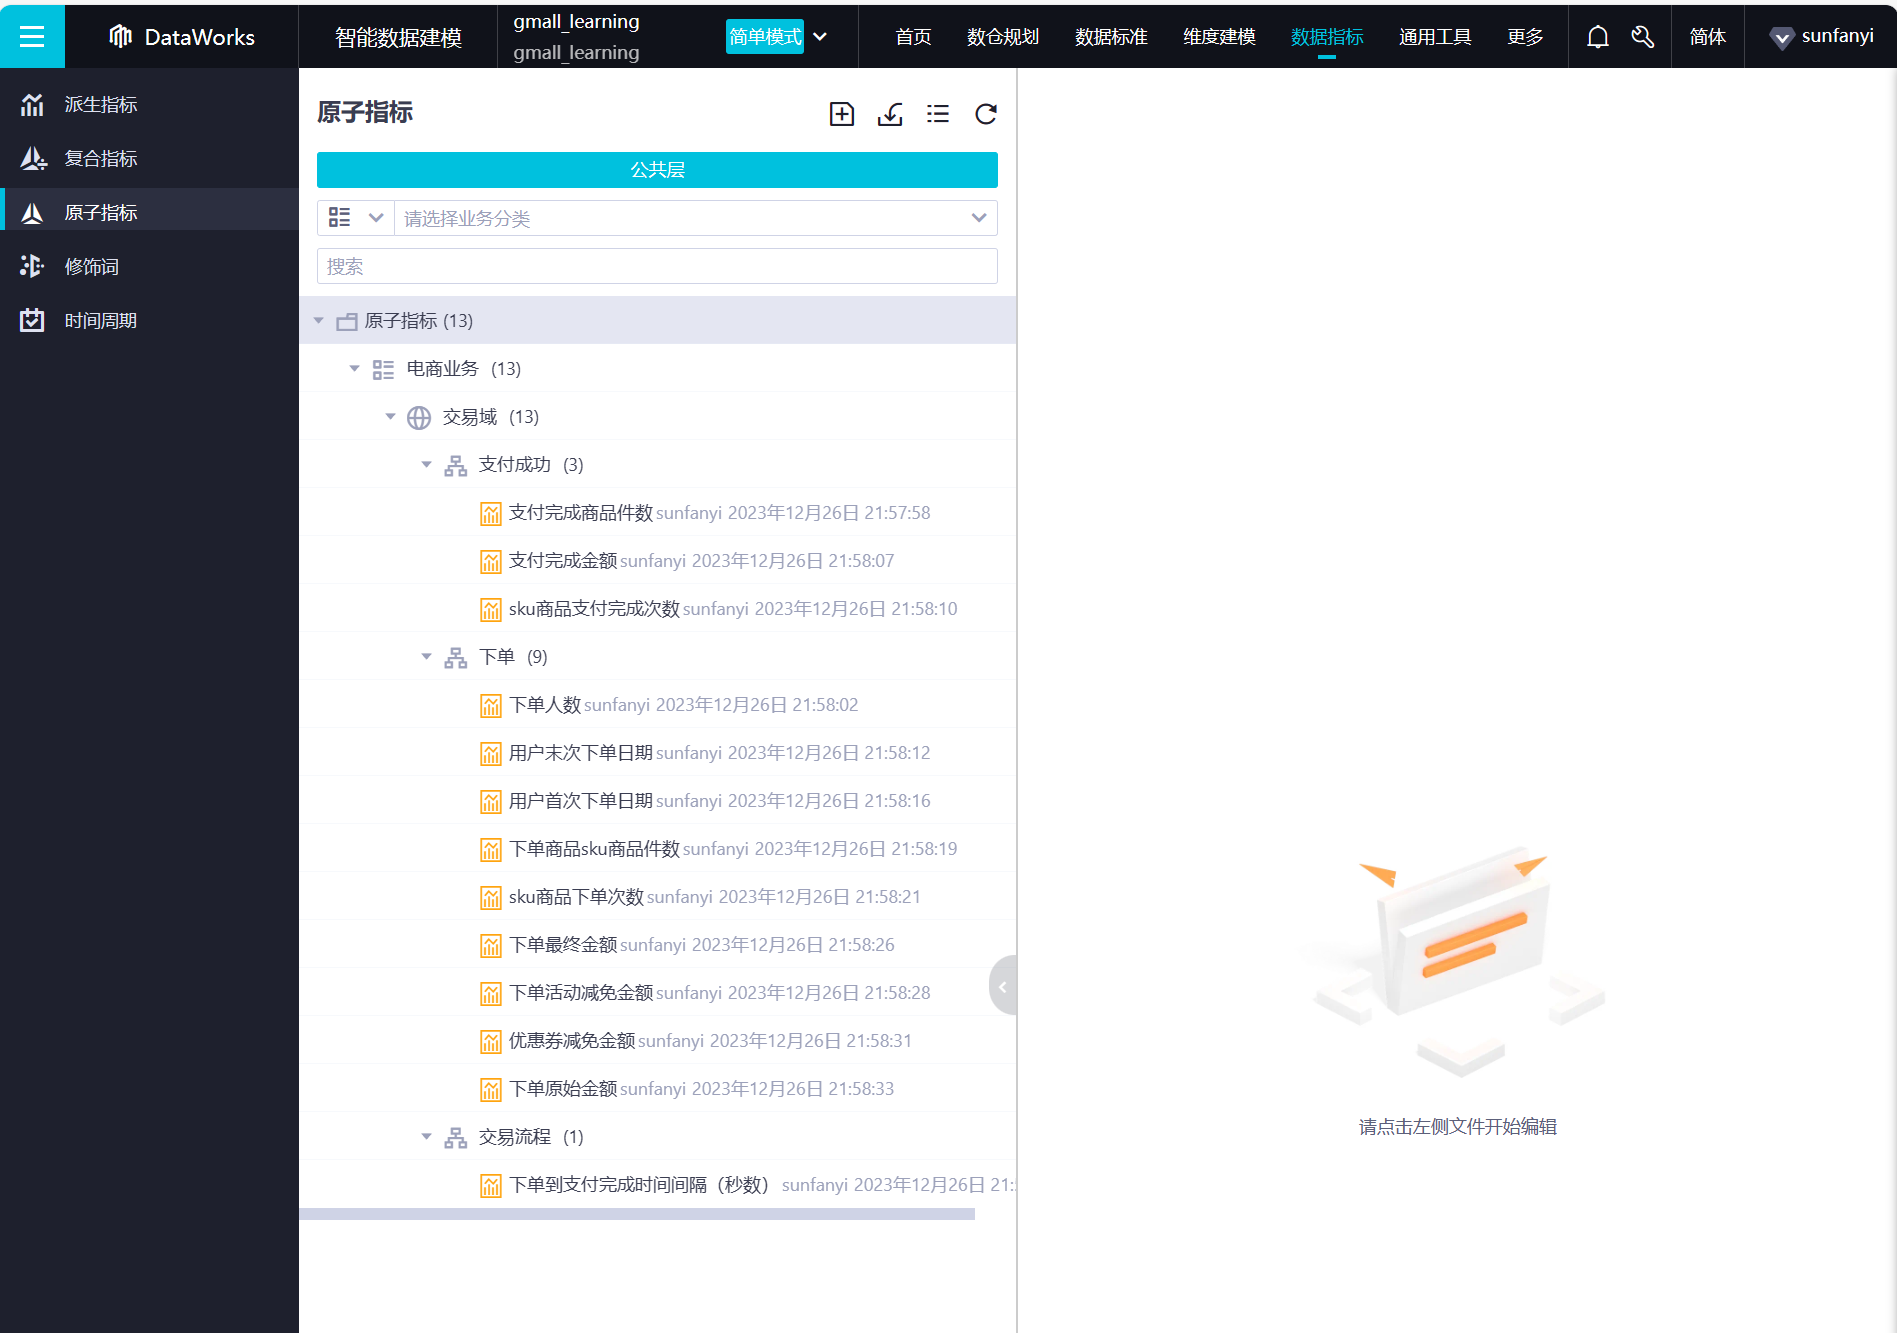 DataWorks
智能数据建模
gmall_learning
gmall_learning
简单模式
首页 数仓规划 数据标准 维度建模 数据指标 通用工具 更多
简体
sunfanyi
派生指标
复合指标
原子指标
修饰词
时间周期
原子指标
公共层
请选择业务分类
搜索
原子指标 (13)
电商业务 (13)
交易域 (13)
支付成功 (3)
支付完成商品件数 sunfanyi 2023年12月26日 21:57:58
支付完成金额 sunfanyi 2023年12月26日 21:58:07
sku商品支付完成次数 sunfanyi 2023年12月26日 21:58:10
下单 (9)
下单人数 sunfanyi 2023年12月26日 21:58:02
用户末次下单日期 sunfanyi 2023年12月26日 21:58:12
用户首次下单日期 sunfanyi 2023年12月26日 21:58:16
下单商品sku商品件数 sunfanyi 2023年12月26日 21:58:19
sku商品下单次数 sunfanyi 2023年12月26日 21:58:21
下单最终金额 sunfanyi 2023年12月26日 21:58:26
下单活动减免金额 sunfanyi 2023年12月26日 21:58:28
优惠券减免金额 sunfanyi 2023年12月26日 21:58:31
下单原始金额 sunfanyi 2023年12月26日 21:58:33
交易流程 (1)
下单到支付完成时间间隔（秒数） sunfanyi 2023年12月26日 21:
请点击左侧文件开始编辑